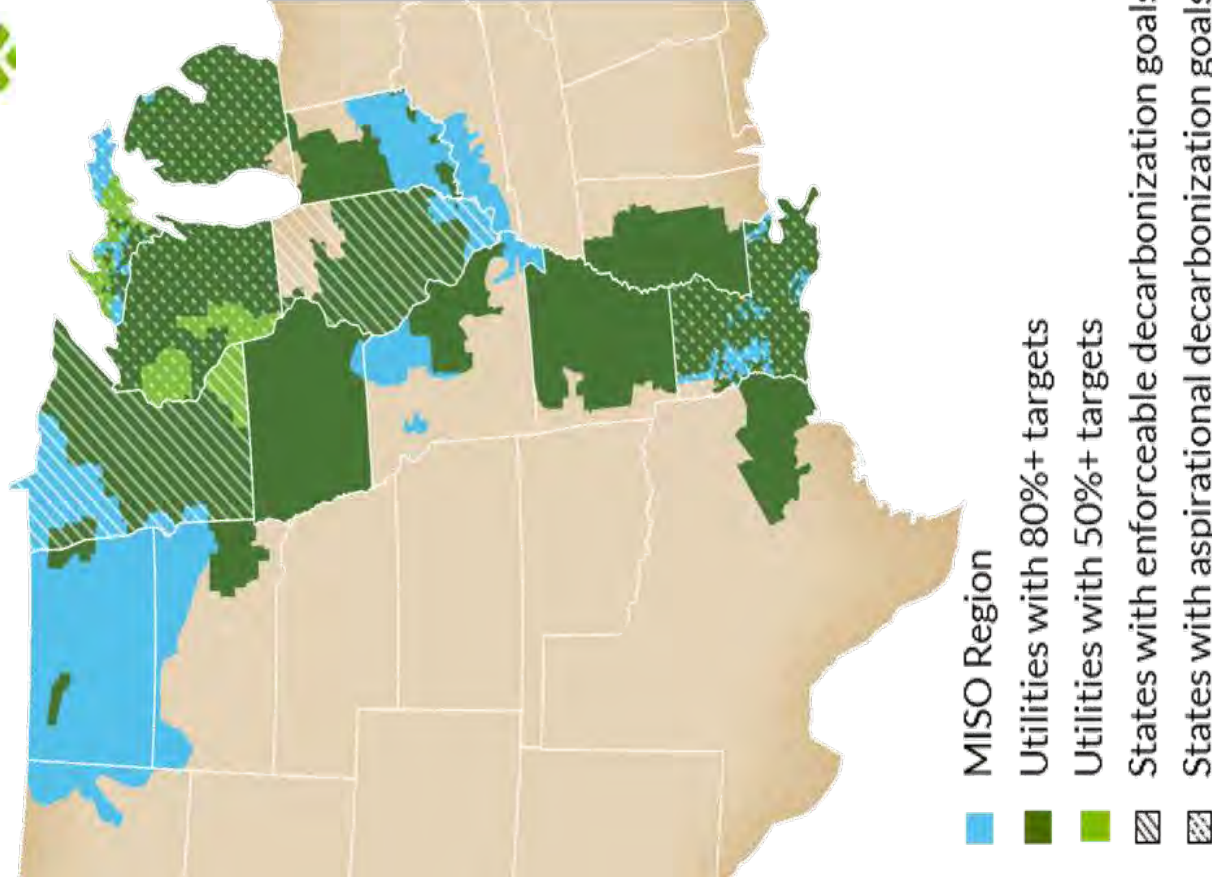 MISO Region
Utilities with 80%+ targets
Utilities with 50%+ targets
States with enforceable decarbonization goals
States with aspirational decarbonization goals